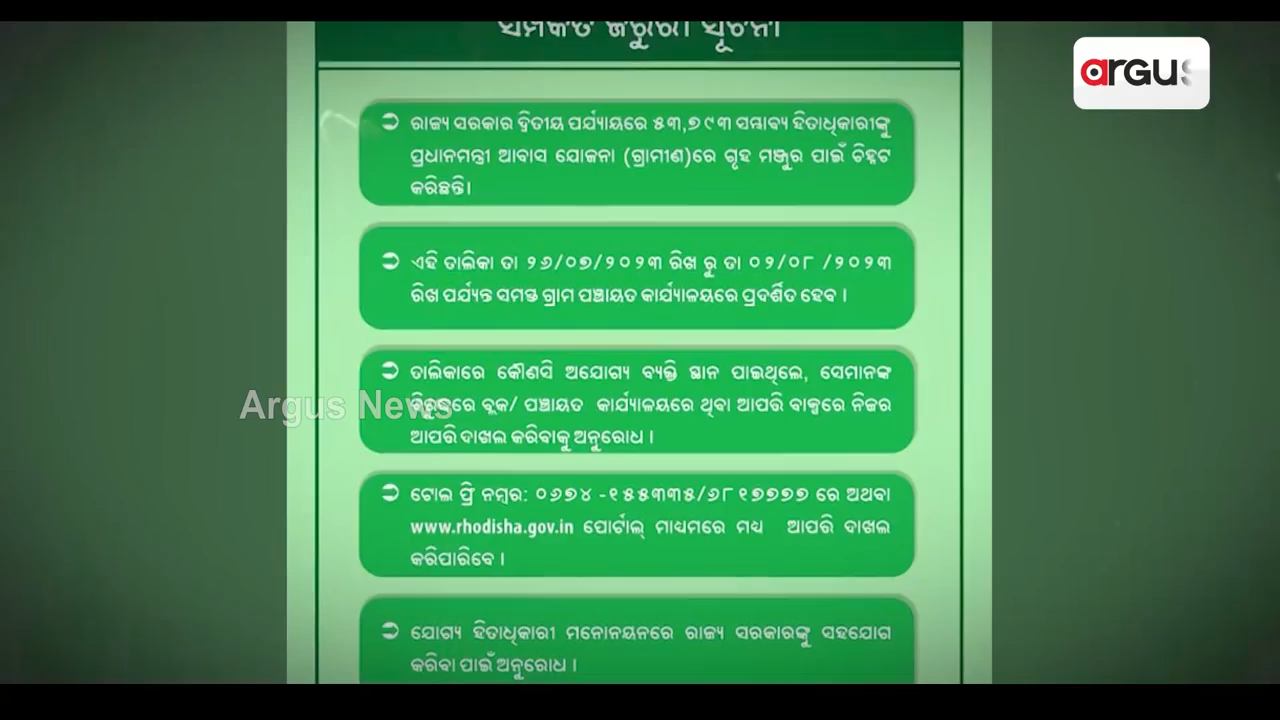 ସମ୍ପର୍କିତ ଜରୁରୀ ସୂଚନା
argus
ରାଜ୍ୟ ସରକାର ଦ୍ଵିତୀୟ ପର୍ଯ୍ୟାୟରେ ୫୩,୭୯୩ ସମ୍ଭାବ୍ୟ ହିତାଧିକାରୀଙ୍କୁ
ପ୍ରଧାନମନ୍ତ୍ରୀ ଆବାସ ଯୋଜନା (ଗ୍ରାମୀଣ)ରେ ଗୃହ ମଞ୍ଜୁର ପାଇଁ ଚିହ୍ନଟ
କରିଛନ୍ତି।
ଏହି ତାଲିକା ତା ୨୬/୦୭/୨୦୨୩ ରିଖ ରୁ ତା ୦୨/୦୮ /୨୦୨୩
ରିଖ ପର୍ଯ୍ୟନ୍ତ ସମସ୍ତ ଗ୍ରାମ ପଞ୍ଚାୟତ କାର୍ଯ୍ୟାଳୟରେ ପ୍ରଦର୍ଶିତ ହେବ ।
ତାଲିକାରେ କୌଣସି ଅଯୋଗ୍ୟ ବ୍ୟକ୍ତି ସ୍ଥାନ ପାଇଥିଲେ, ସେମାନଙ୍କ
ବିରୁଦ୍ଧରେ ବ୍ଲକ/ ପଞ୍ଚାୟତ କାର୍ଯ୍ୟାଳୟରେ ଥିବା ଆପତ୍ତି ବାକ୍ସରେ ନିଜର
ଆପତ୍ତି ଦାଖଲ କରିବାକୁ ଅନୁରୋଧ ।
Argus News
ଟୋଲ ଫ୍ରି ନମ୍ବର: ୦୬୭୪ -୧୫୫୩୩୫/୬୮୧୭୭୭୭ ରେ ଅଥବା
www.rhodisha.gov.in ପୋର୍ଟାଲ୍ ମାଧ୍ୟମରେ ମଧ୍ୟ ଆପତ୍ତି ଦାଖଲ
କରିପାରିବେ ।
ଯୋଗ୍ୟ ହିତାଧିକାରୀ ମନୋନୟନରେ ରାଜ୍ୟ ସରକାରଙ୍କୁ ସହଯୋଗ
କରିବା ପାଇଁ ଅନୁରୋଧ ।